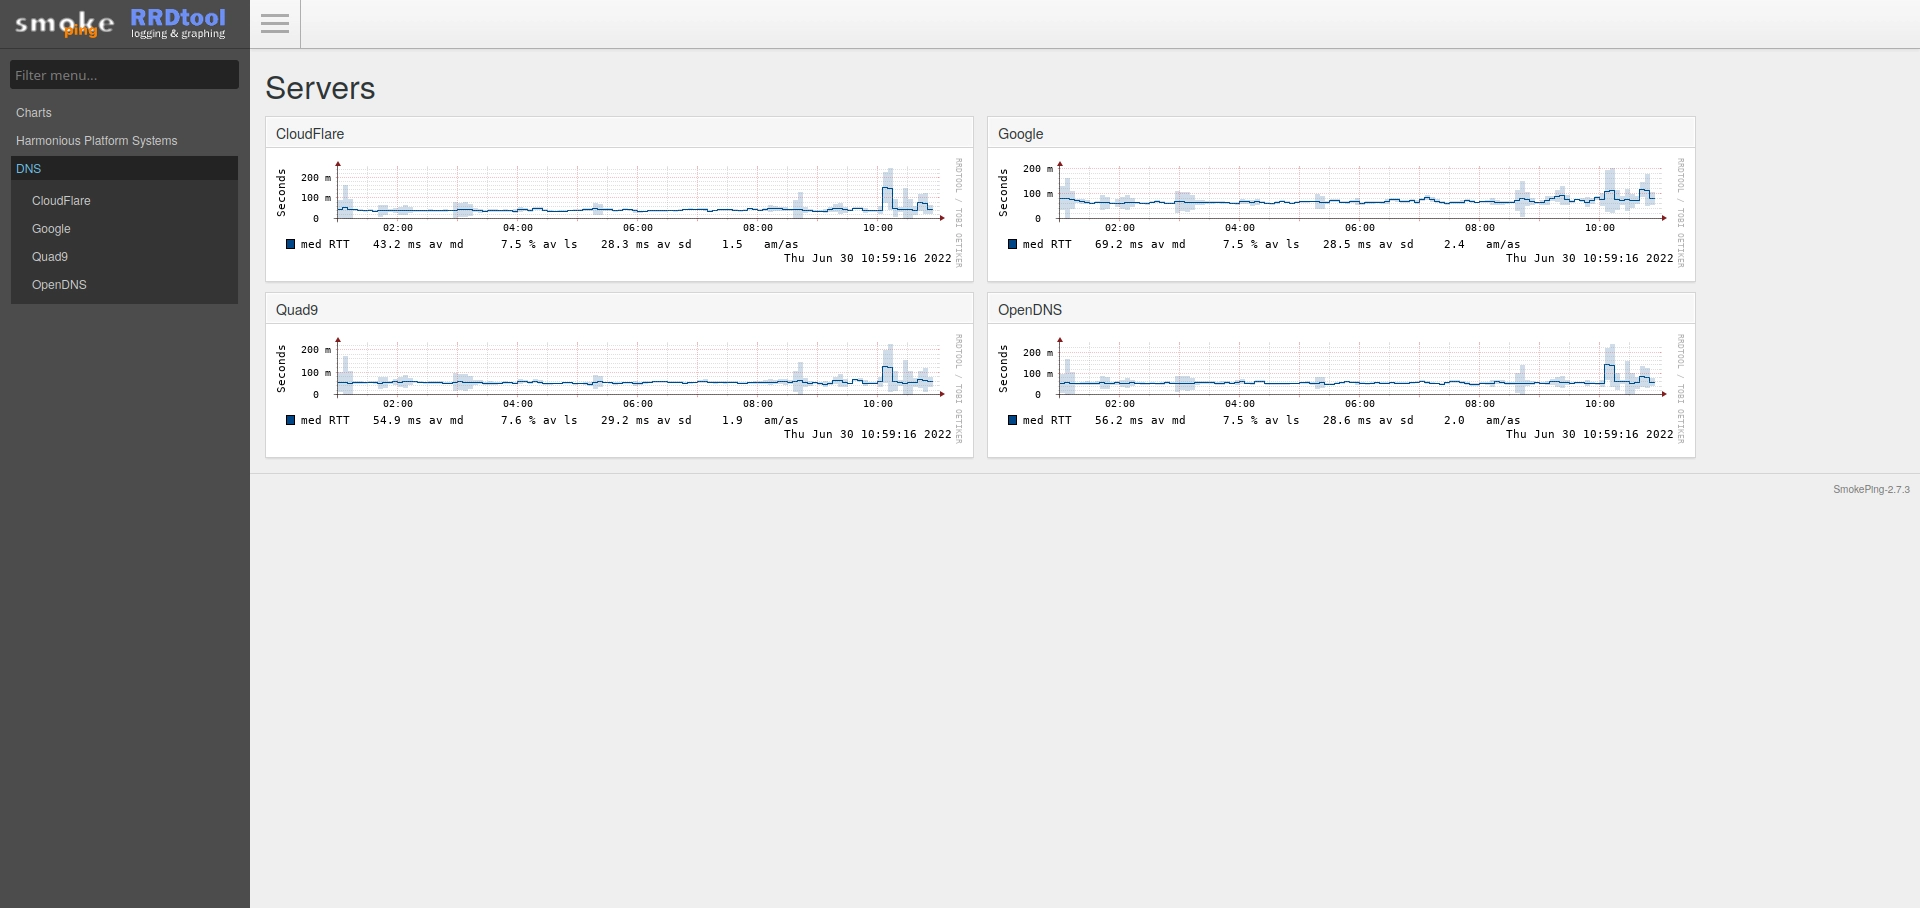 smokeping
RRDtool
logging & graphing
Filter menu...
Charts
Harmonious Platform Systems
DNS
CloudFlare
Google
Quad9
OpenDNS
Servers
CloudFlare
Seconds
200 m
100 m
0
02:00 04:00 06:00 08:00 10:00
med RTT 43.2 ms av md 7.5 % av ls 28.3 ms av sd 1.5 am/as
Thu Jun 30 10:59:16 2022
RRDTOOL / TOBI OETIKER
Google
Seconds
200 m
100 m
0
02:00 04:00 06:00 08:00 10:00
med RTT 69.2 ms av md 7.5 % av ls 28.5 ms av sd 2.4 am/as
Thu Jun 30 10:59:16 2022
RRDTOOL / TOBI OETIKER
Quad9
Seconds
200 m
100 m
0
02:00 04:00 06:00 08:00 10:00
med RTT 54.9 ms av md 7.6 % av ls 29.2 ms av sd 1.9 am/as
Thu Jun 30 10:59:16 2022
RRDTOOL / TOBI OETIKER
OpenDNS
Seconds
200 m
100 m
0
02:00 04:00 06:00 08:00 10:00
med RTT 56.2 ms av md 7.5 % av ls 28.6 ms av sd 2.0 am/as
Thu Jun 30 10:59:16 2022
RRDTOOL / TOBI OETIKER
SmokePing-2.7.3